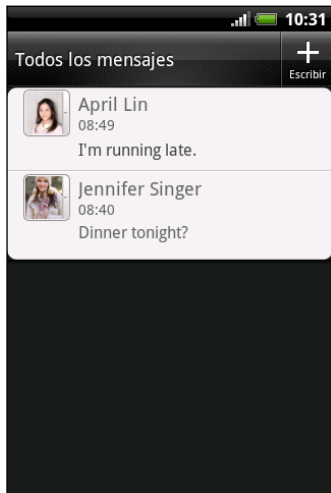 10:31
Todos los mensajes
Escribir
April Lin
08:49
I'm running late.
Jennifer Singer
08:40
Dinner tonight?